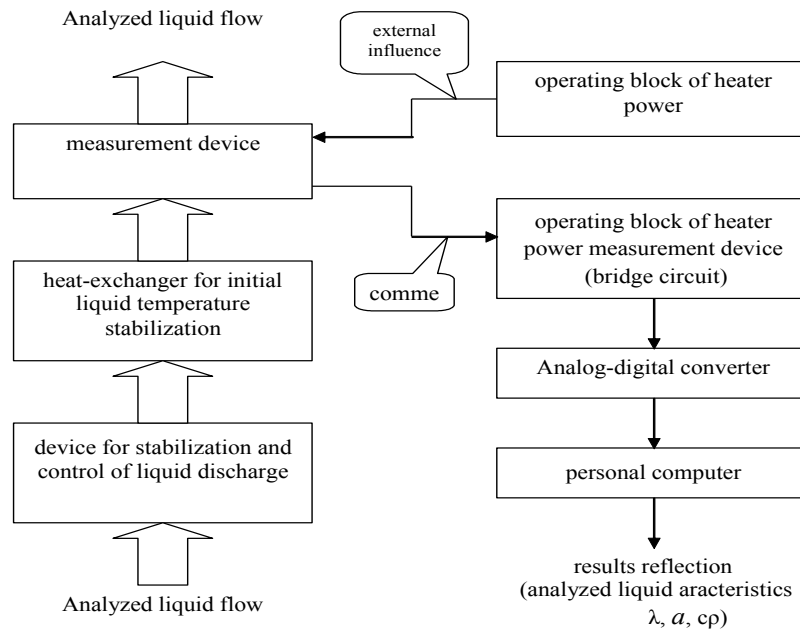 Analyzed liquid flow
external
influence
operating block of heater
power
measurement device
operating block of heater
power measurement device
(bridge circuit)
comme
heat-exchanger for initial
liquid temperature
stabilization
Analog-digital converter
device for stabilization and
control of liquid discharge
personal computer
results reflection
(analyzed liquid aracteristics
λ, a, cρ)
Analyzed liquid flow